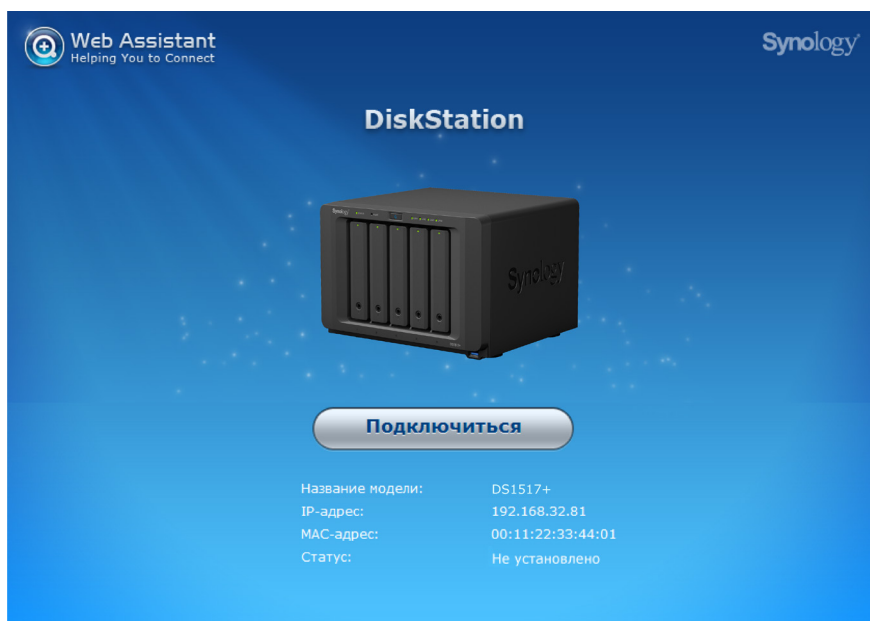 Web Assistant
Helping You to Connect
Synology
DiskStation
Synology
Synology
Подключиться
Название модели: DS1517+
IP-адрес: 192.168.32.81
MAC-адрес: 00:11:22:33:44:01
Статус: Не установлено